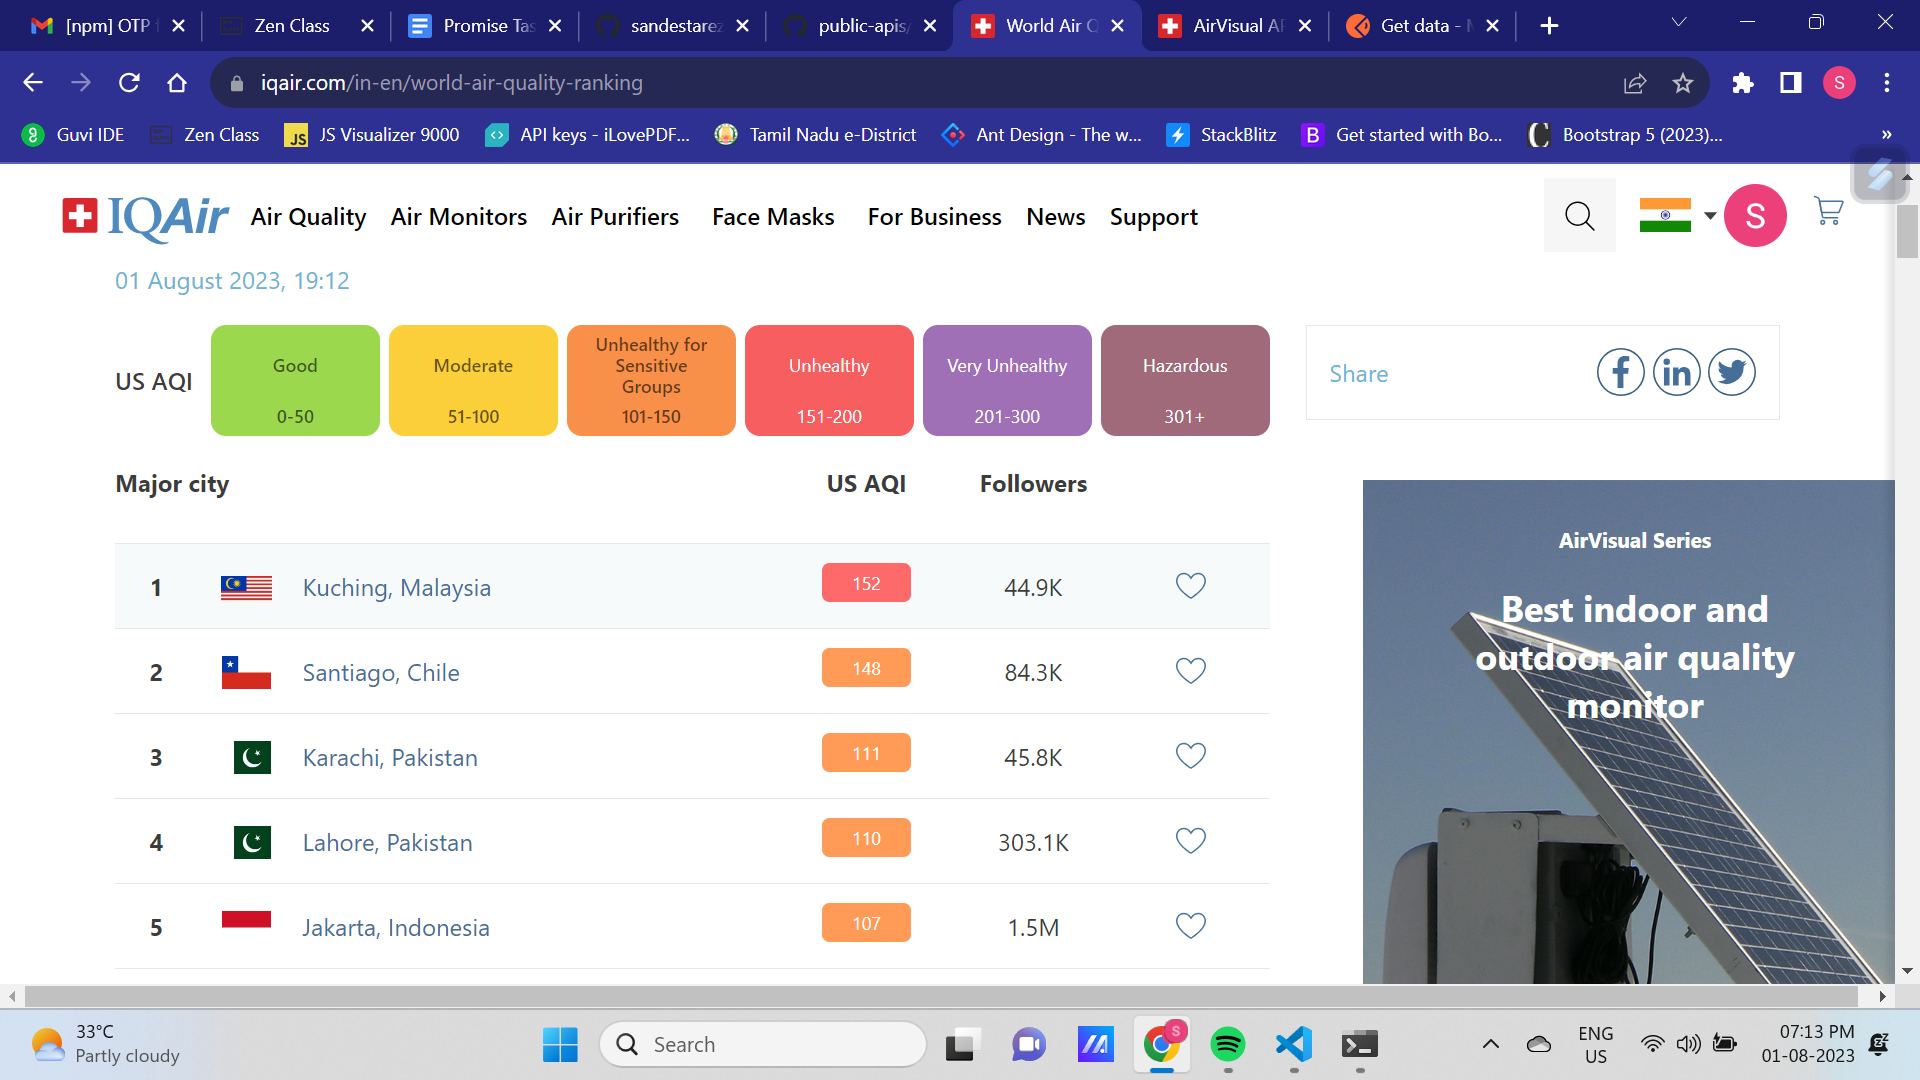 [npm] OTP f
Zen Class
Promise Tas
sandestarez
public-apis/
World Air Q
AirVisual AP
Get data -
iqair.com/in-en/world-air-quality-ranking
S
Guvi IDE
Zen Class
JS Visualizer 9000
API keys - iLovePDF...
Tamil Nadu e-District
Ant Design - The w...
StackBlitz
Get started with Bo...
Bootstrap 5 (2023)...
»
IQAir
Air Quality
Air Monitors
Air Purifiers
Face Masks
For Business
News
Support
S
01 August 2023, 19:12
US AQI
Good
0-50
Moderate
51-100
Unhealthy for
Sensitive
Groups
101-150
Unhealthy
151-200
Very Unhealthy
201-300
Hazardous
301+
Share
Major city US AQI Followers
1 Kuching, Malaysia 152 44.9K
2 Santiago, Chile 148 84.3K
3 Karachi, Pakistan 111 45.8K
4 Lahore, Pakistan 110 303.1K
5 Jakarta, Indonesia 107 1.5M
AirVisual Series
Best indoor and
outdoor air quality
monitor
33°C
Partly cloudy
Search
S
ENG
US
07:13 PM
01-08-2023